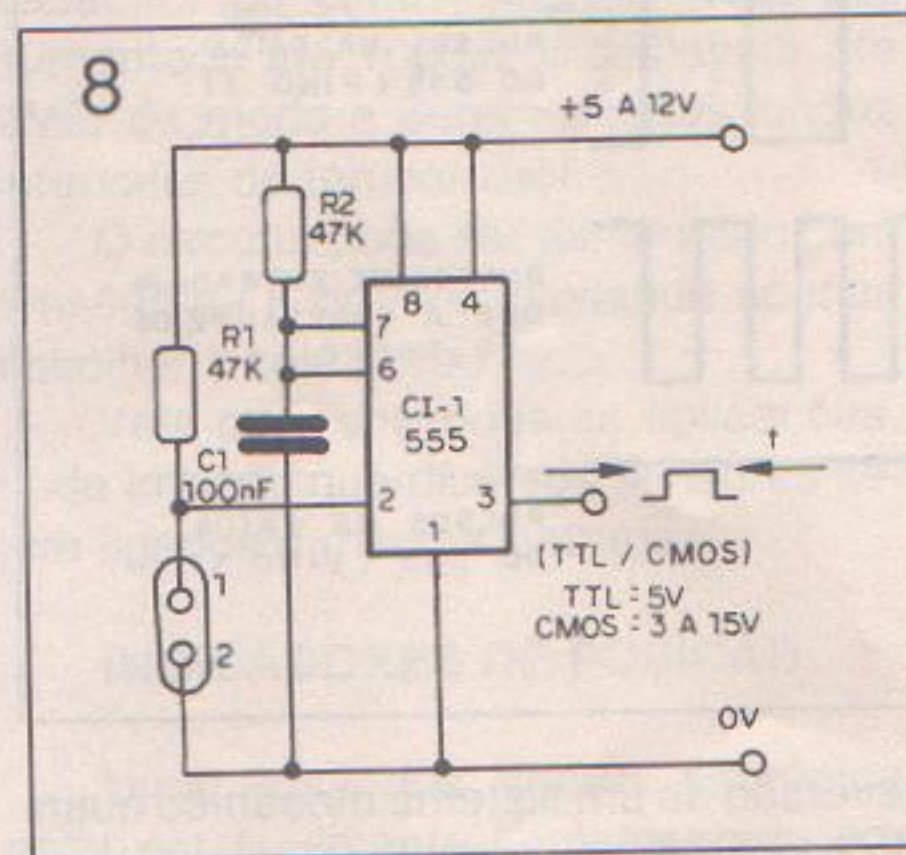 8
+5 A 12V
R2
47K
8 4
7
R1
47K
6
CI-1
555
C1
100nF
2
3
t
1
(TTL / CMOS)
TTL : 5V
CMOS : 3 A 15V
1
2
0V